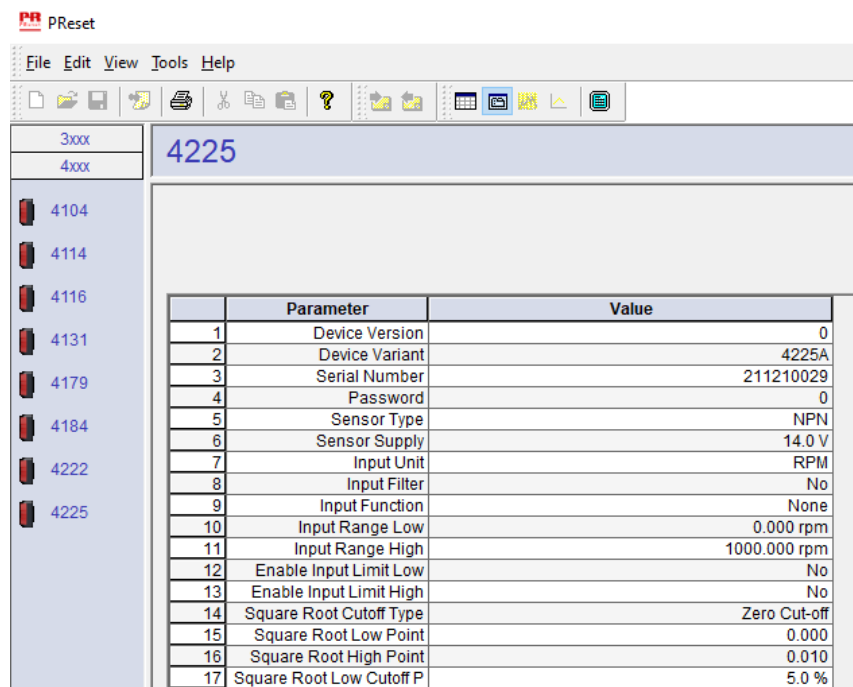 PR PReset
File Edit View Tools Help
3xxx
4xxx
4225
4104
4114
4116
4131
4179
4184
4222
4225
Parameter Value
1 Device Version 0
2 Device Variant 4225A
3 Serial Number 211210029
4 Password 0
5 Sensor Type NPN
6 Sensor Supply 14.0 V
7 Input Unit RPM
8 Input Filter No
9 Input Function None
10 Input Range Low 0.000 rpm
11 Input Range High 1000.000 rpm
12 Enable Input Limit Low No
13 Enable Input Limit High No
14 Square Root Cutoff Type Zero Cut-off
15 Square Root Low Point 0.000
16 Square Root High Point 0.010
17 Square Root Low Cutoff P 5.0 %